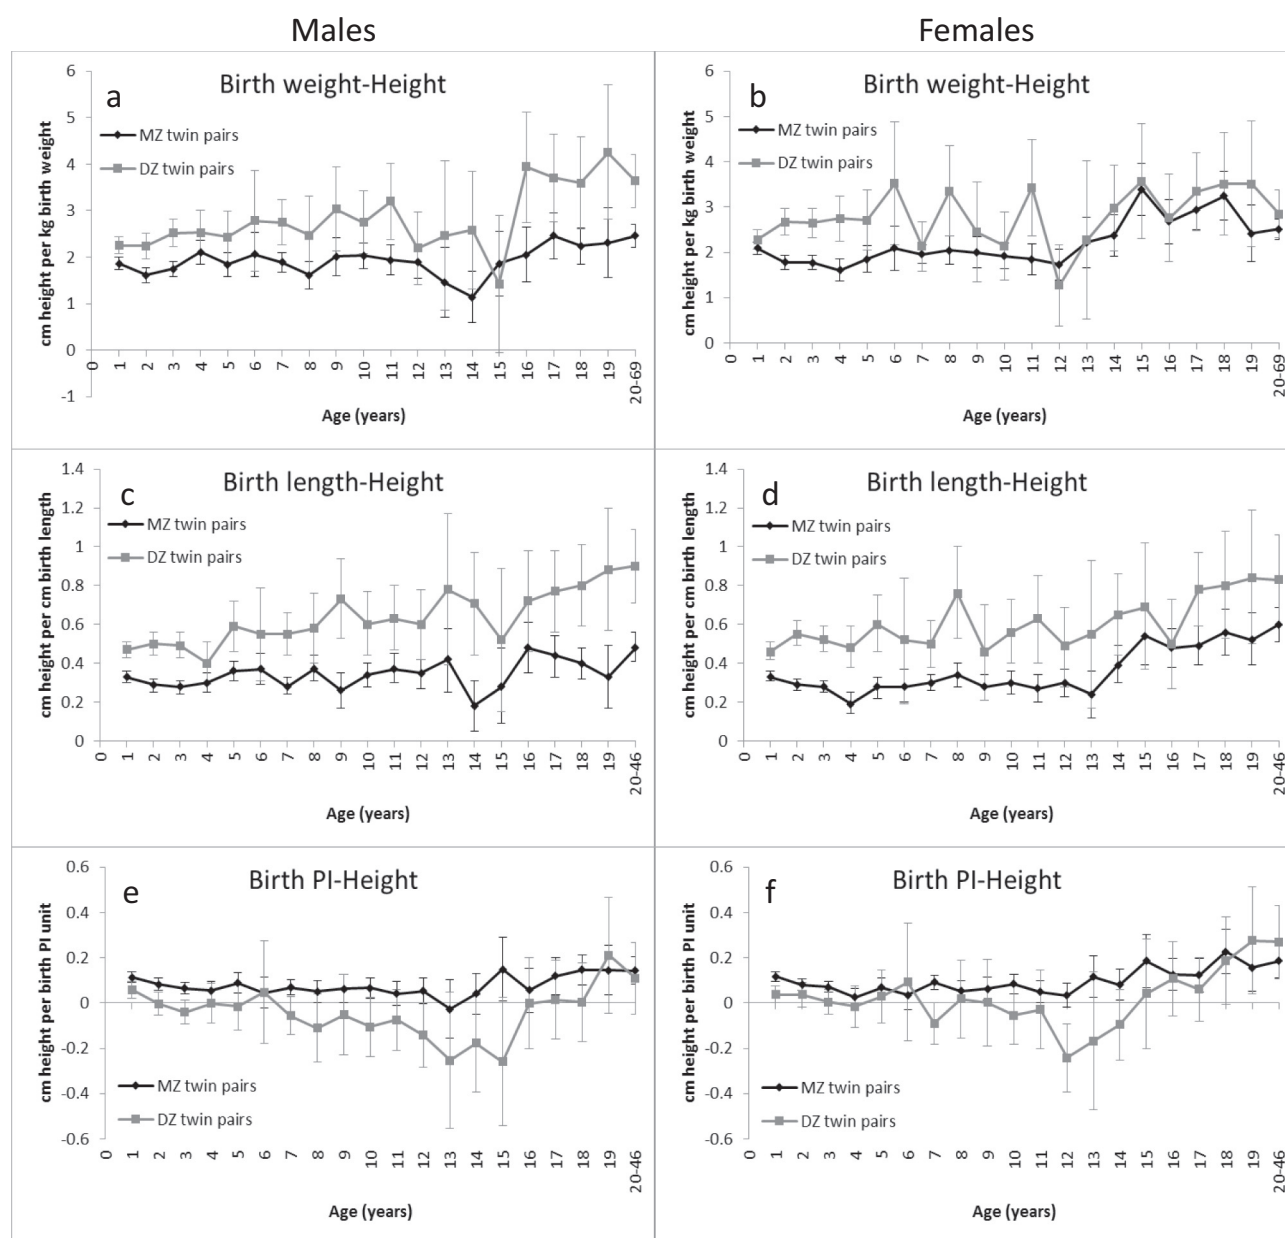 Males
Females
a
Birth weight-Height
MZ twin pairs
DZ twin pairs
cm height per kg birth weight
6
5
4
3
2
1
0
-1
0 1 2 3 4 5 6 7 8 9 10 11 12 13 14 15 16 17 18 19 20-69
Age (years)
b
Birth weight-Height
MZ twin pairs
DZ twin pairs
cm height per kg birth weight
6
5
4
3
2
1
0
0 1 2 3 4 5 6 7 8 9 10 11 12 13 14 15 16 17 18 19 20-69
Age (years)
c
Birth length-Height
MZ twin pairs
DZ twin pairs
cm height per cm birth length
1.4
1.2
1
0.8
0.6
0.4
0.2
0
0 1 2 3 4 5 6 7 8 9 10 11 12 13 14 15 16 17 18 19 20-46
Age (years)
d
Birth length-Height
MZ twin pairs
DZ twin pairs
cm height per cm birth length
1.4
1.2
1
0.8
0.6
0.4
0.2
0
0 1 2 3 4 5 6 7 8 9 10 11 12 13 14 15 16 17 18 19 20-46
Age (years)
e
Birth PI-Height
cm height per birth PI unit
0.6
0.4
0.2
0
-0.2
-0.4
-0.6
MZ twin pairs
DZ twin pairs
0 1 2 3 4 5 6 7 8 9 10 11 12 13 14 15 16 17 18 19 20-46
Age (years)
f
Birth PI-Height
cm height per birth PI unit
0.6
0.4
0.2
0
-0.2
-0.4
-0.6
MZ twin pairs
DZ twin pairs
0 1 2 3 4 5 6 7 8 9 10 11 12 13 14 15 16 17 18 19 20-46
Age (years)